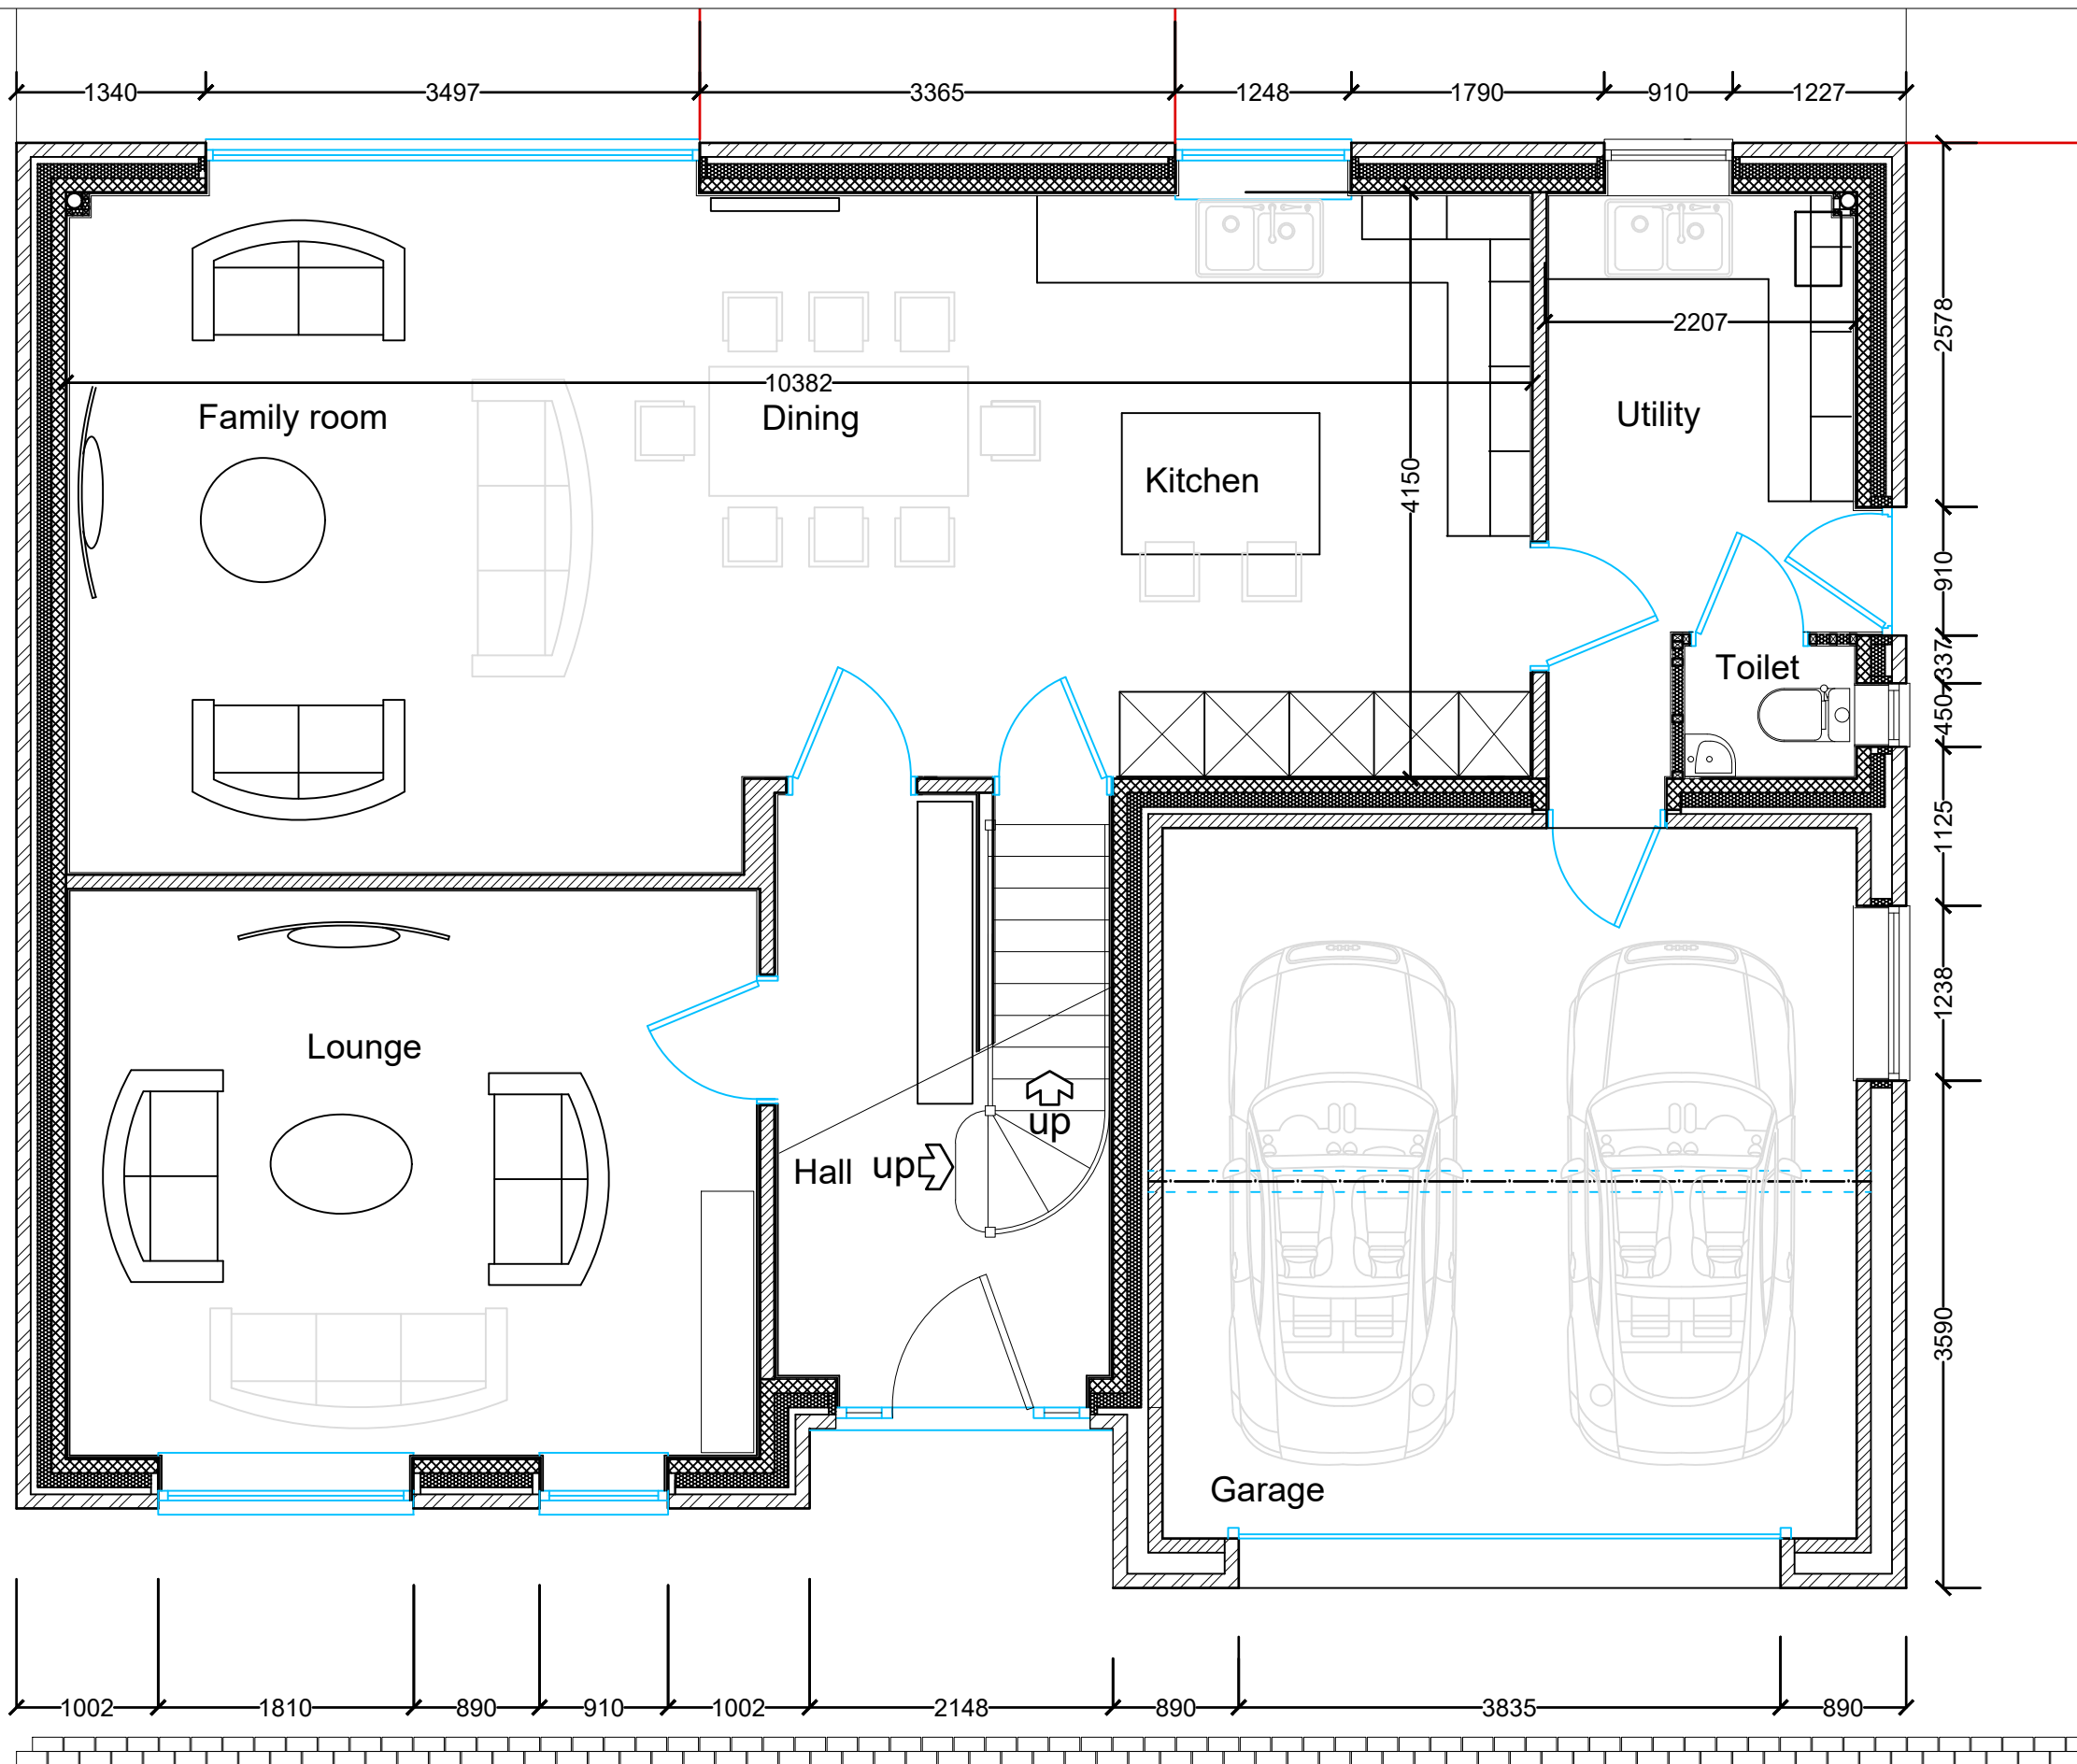 1340 3497 3365 1248 1790 910 1227
2578
2207
10382
Family room
Dining
Utility
Kitchen
4150
910
337
Toilet
450
1125
1238
Lounge
up
Hall
up
3590
Garage
1002 1810 890 910 1002 2148 890 3835 890